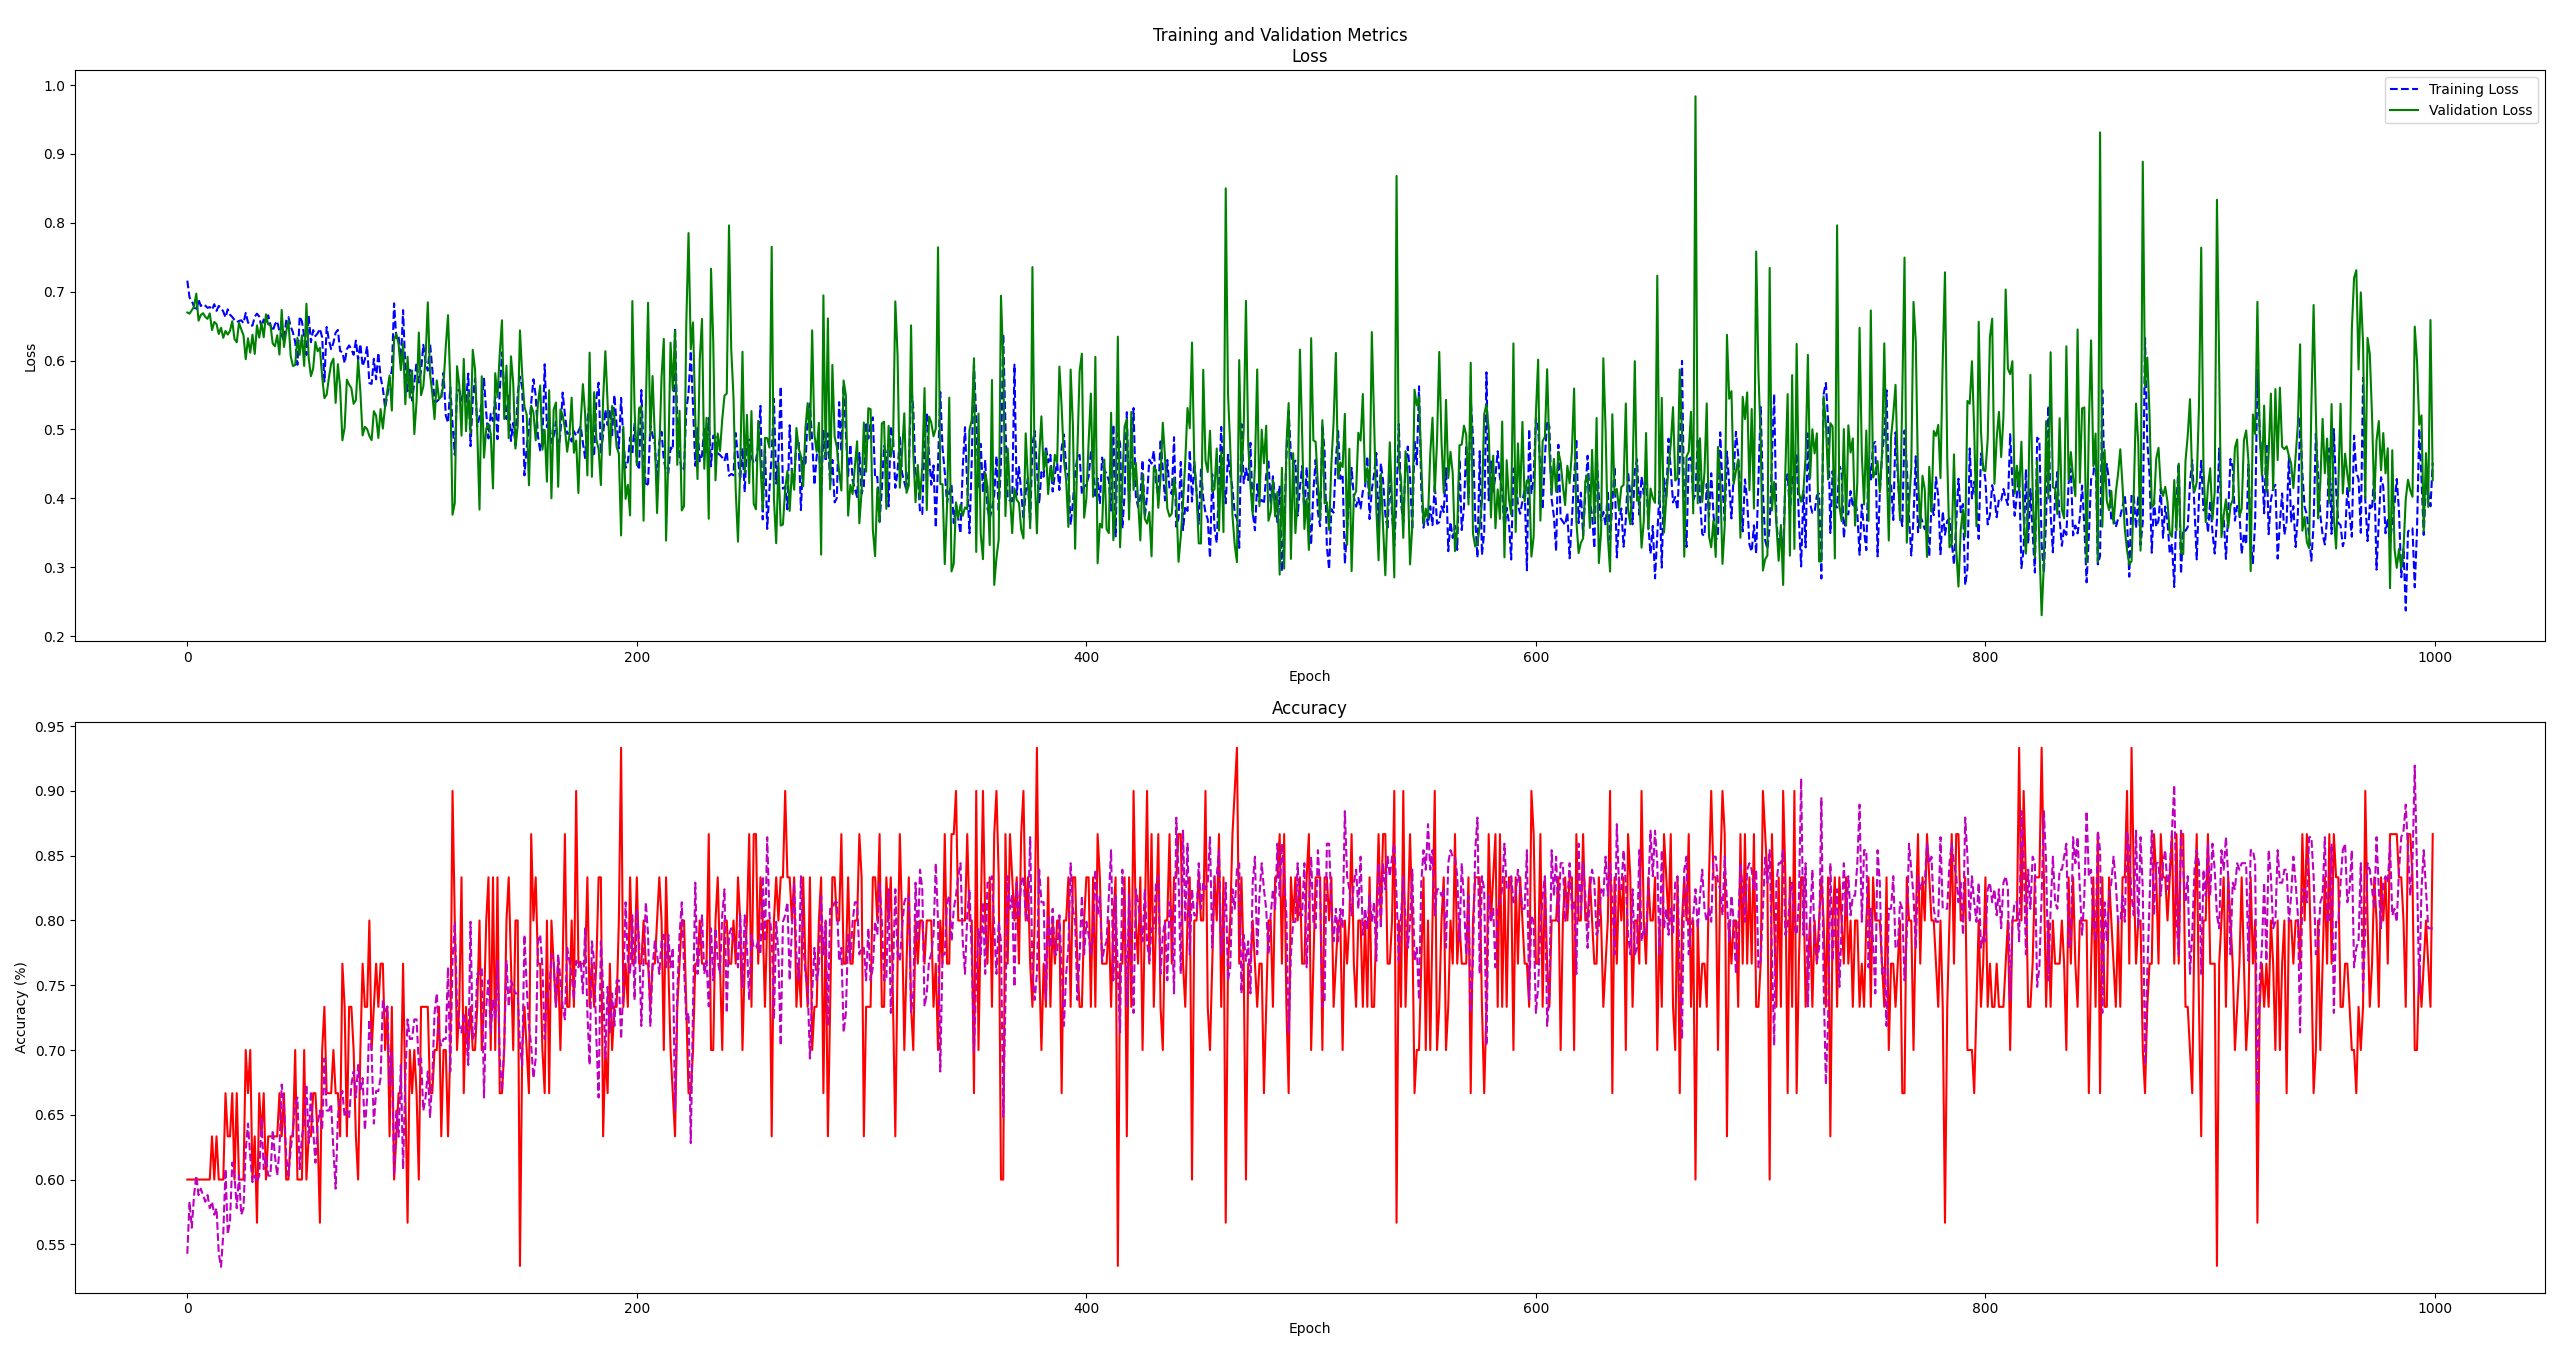 Training and Validation Metrics
Loss
1.0
0.9
0.8
0.7
0.6
0.5
0.4
0.3
0.2
Loss
Training Loss
Validation Loss
0 200 400 600 800 1000
Epoch
Accuracy
0.95
0.90
0.85
0.80
0.75
0.70
0.65
0.60
0.55
Accuracy (%)
0 200 400 600 800 1000
Epoch